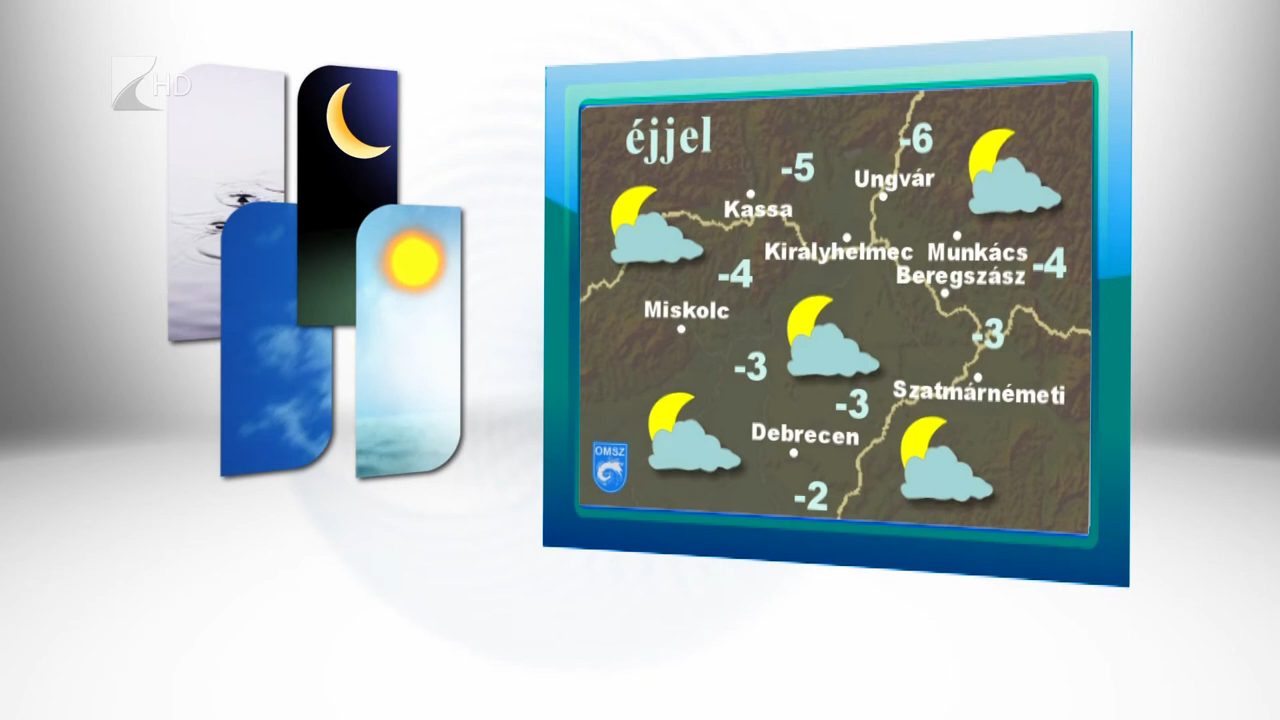 HD
éjjel
-6
-5
Ungvár
Kassa
Királyhelmec
Munkács
-4
Beregszász
-4
Miskolc
-3
-3
Szatmárnémeti
-3
Debrecen
OMSZ
-2